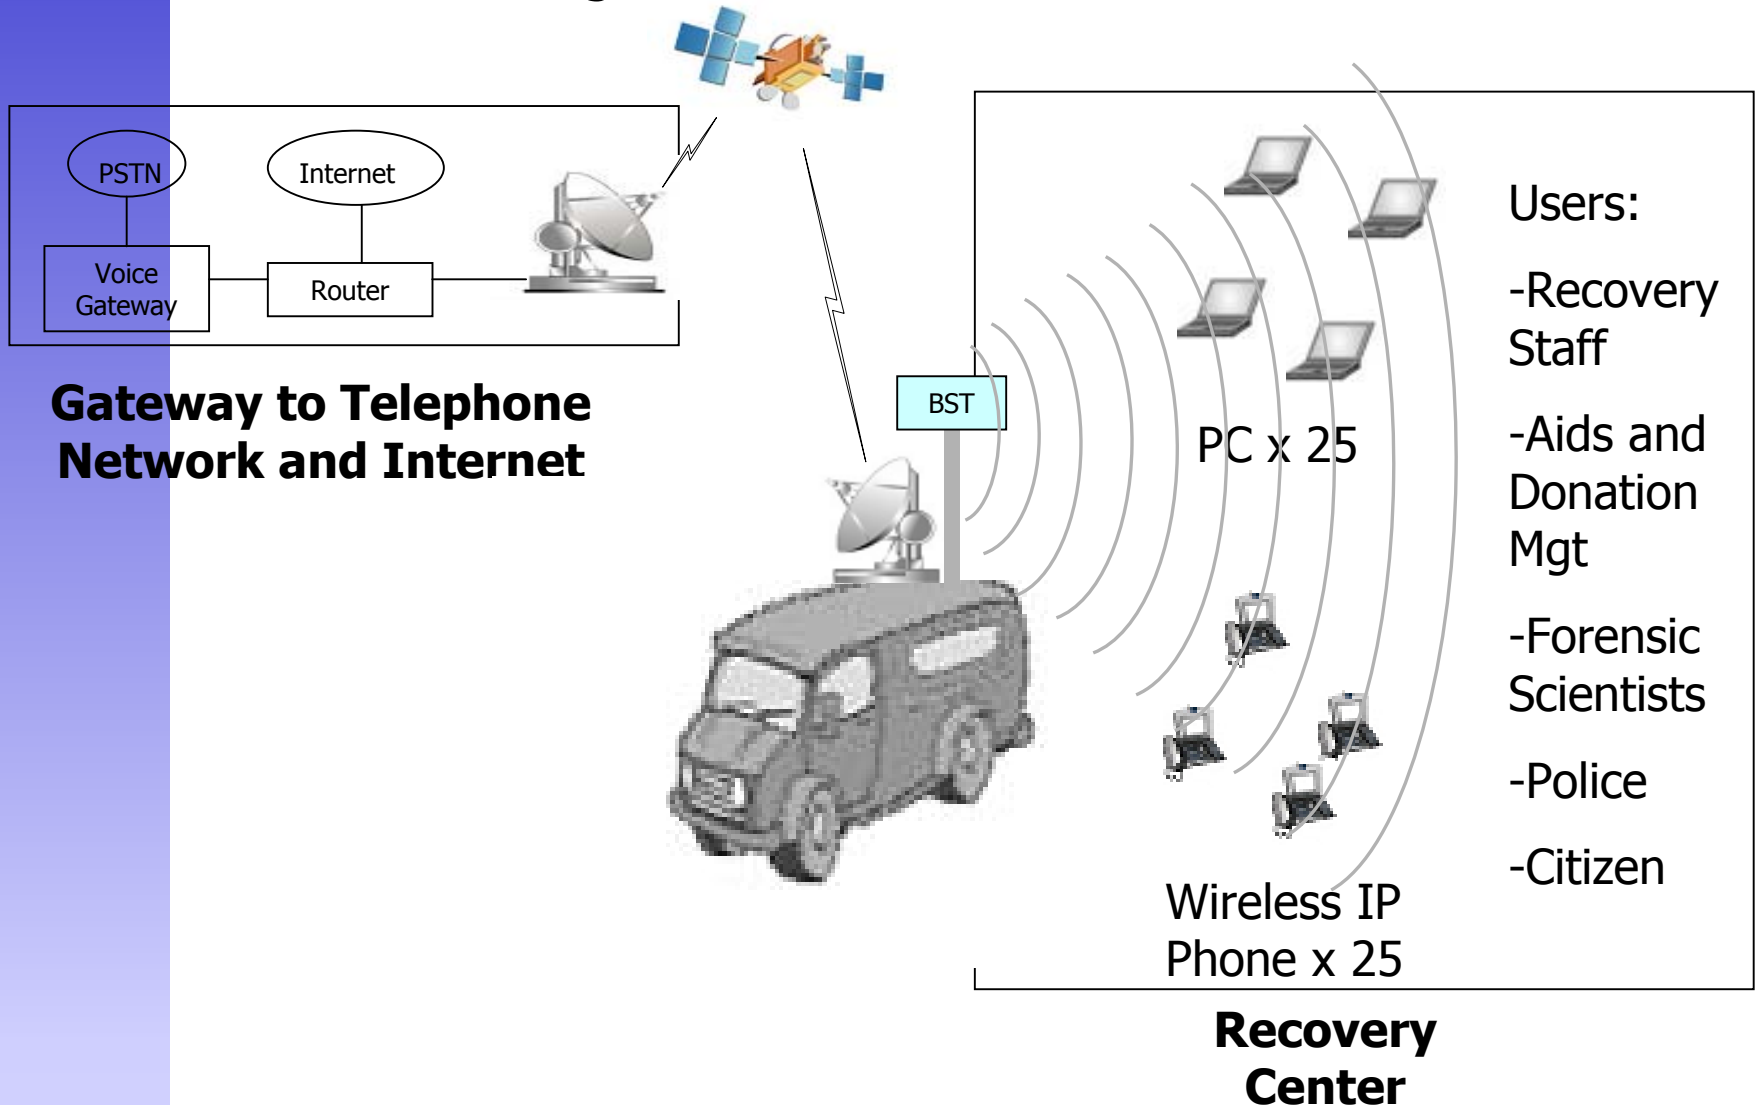 PSTN
Internet
Voice
Gateway
Router
Gateway to Telephone
Network and Internet
BST
PC x 25
Wireless IP
Phone x 25
Users:
-Recovery
Staff
-Aids and
Donation
Mgt
-Forensic
Scientists
-Police
-Citizen
Recovery
Center